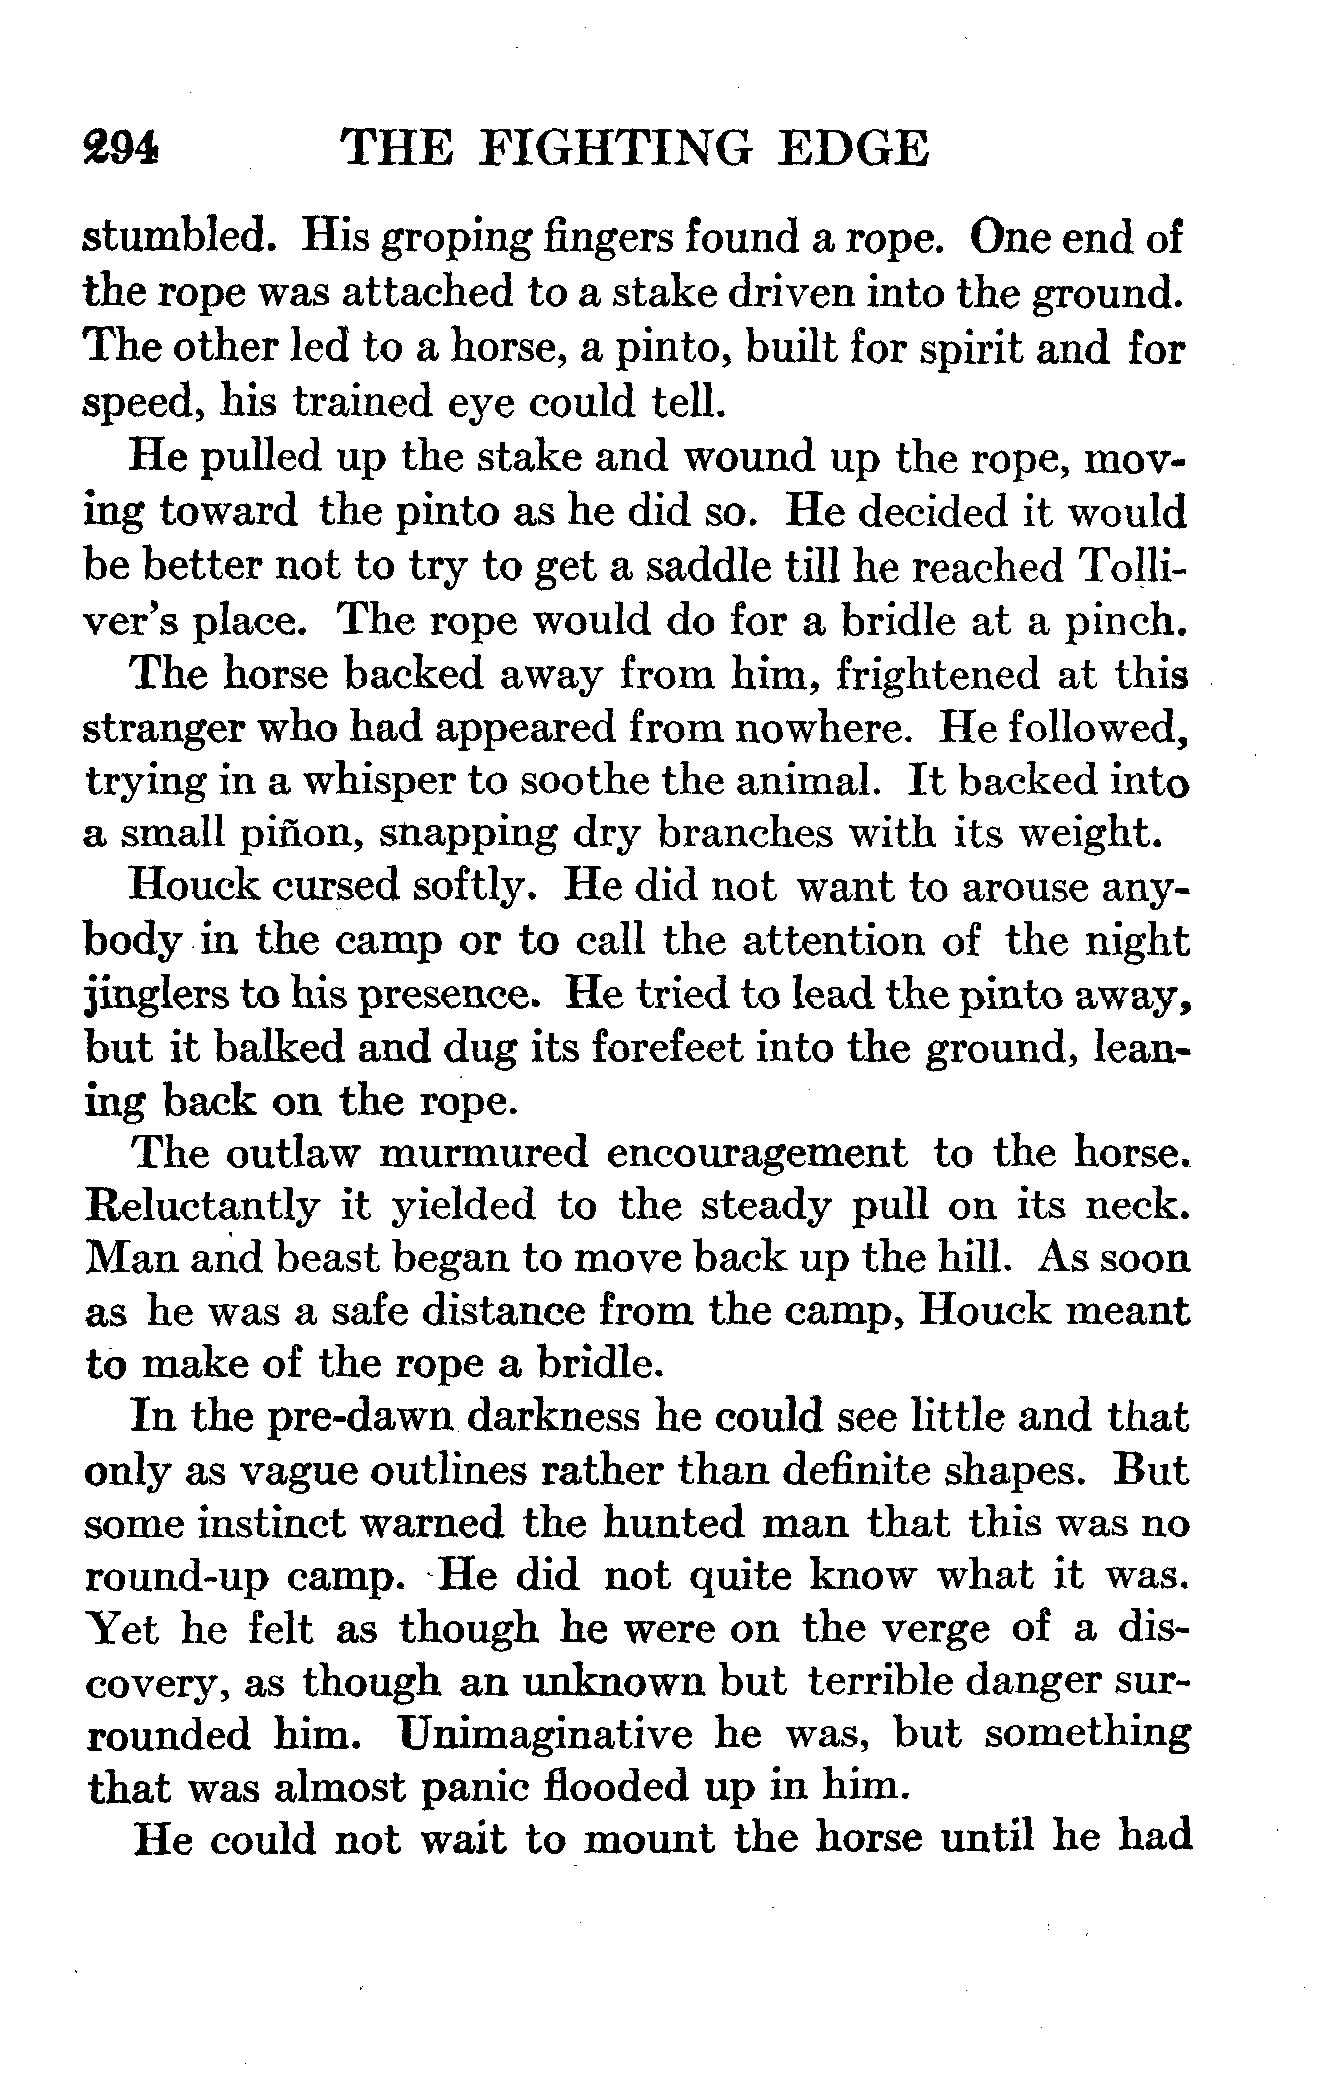 294 THE FIGHTING EDGE
stumbled. His groping fingers found a rope. One end of
the rope was attached to a stake driven into the ground.
The other led to a horse, a pinto, built for spirit and for
speed, his trained eye could tell.
He pulled up the stake and wound up the rope, mov-
ing toward the pinto as he did so. He decided it would
be better not to try to get a saddle till he reached Tolli-
ver's place. The rope would do for a bridle at a pinch.
The horse backed away from him, frightened at this
stranger who had appeared from nowhere. He followed,
trying in a whisper to soothe the animal. It backed into
a small piñon, snapping dry branches with its weight.
Houck cursed softly. He did not want to arouse any-
body in the camp or to call the attention of the night
jinglers to his presence. He tried to lead the pinto away,
but it balked and dug its forefeet into the ground, lean-
ing back on the rope.
The outlaw murmured encouragement to the horse.
Reluctantly it yielded to the steady pull on its neck.
Man and beast began to move back up the hill. As soon
as he was a safe distance from the camp, Houck meant
to make of the rope a bridle.
In the pre-dawn darkness he could see little and that
only as vague outlines rather than definite shapes. But
some instinct warned the hunted man that this was no
round-up camp. He did not quite know what it was.
Yet he felt as though he were on the verge of a dis-
covery, as though an unknown but terrible danger sur-
rounded him. Unimaginative he was, but something
that was almost panic flooded up in him.
He could not wait to mount the horse until he had